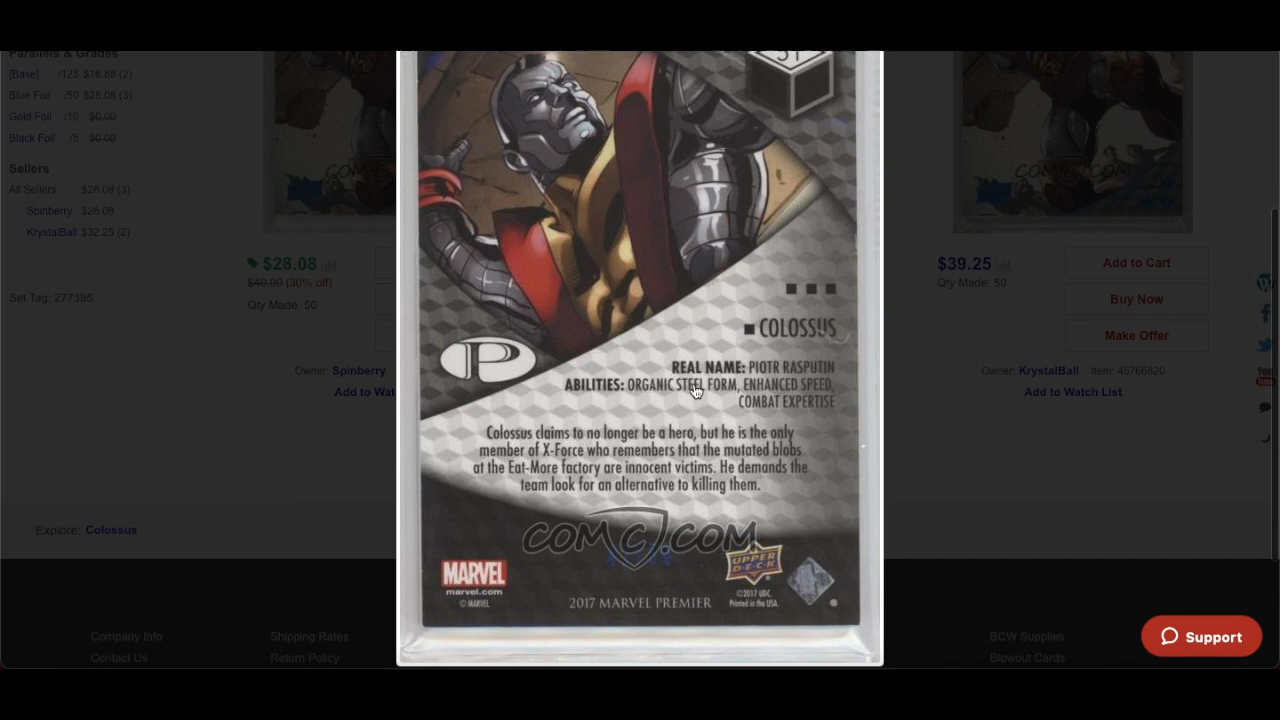 Parallels & Grades
[Base] /125 $16.88 (2)
Blue Foil /50 $28.08 (3)
Gold Foil /10 $0.00
Black Foil /5 $0.00
Sellers
All Sellers $28.08 (3)
Spinberry $28.08
KrystalBall $32.25 (2)
Set Tag: 277395
$28.08
$40.00 (30% off)
Qty Made: 50
Owner: Spinberry
Add to Wat
Explore: Colossus
51
COLOSSUS
P
REAL NAME: PIOTR RASPUTIN
ABILITIES: ORGANIC STEEL FORM, ENHANCED SPEED,
COMBAT EXPERTISE
Colossus claims to no longer be a hero, but he is the only
member of X-Force who remembers that the mutated blobs
at the Eat-More factory are innocent victims. He demands the
team look for an alternative to killing them.
COMC.COM
MARVEL
marvel.com
© MARVEL
2017 MARVEL PREMIER
UPPER
D·E·C·K
©2017 UDC.
Printed in the USA.
$39.25
Qty Made: 50
Add to Cart
Buy Now
Make Offer
Owner: KrystalBall Item: 45766820
Add to Watch List
You
Company Info
Contact Us
Shipping Rates
Return Policy
BCW Supplies
Blowout Cards
Support